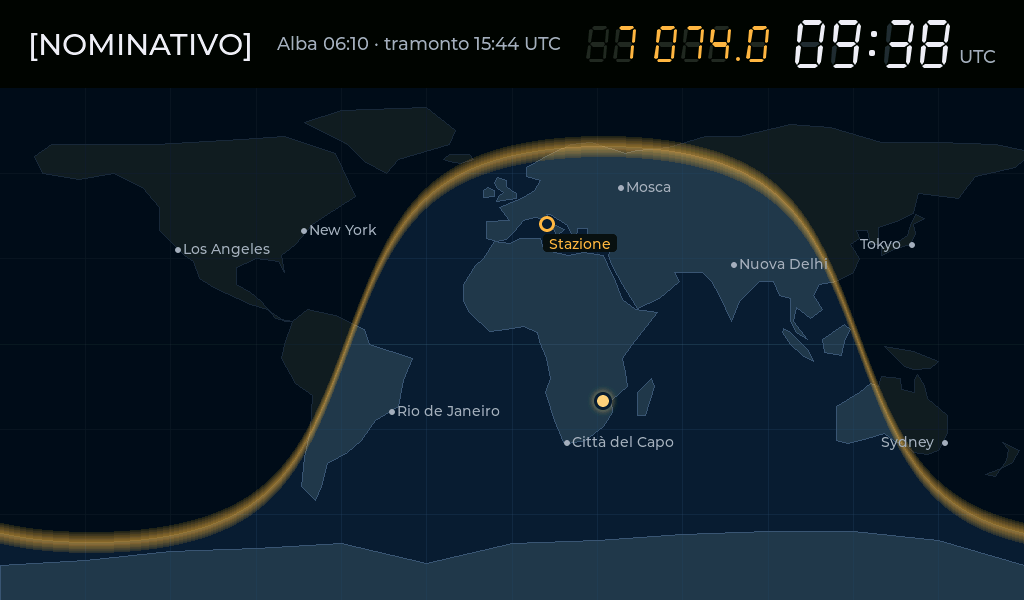 [NOMINATIVO] Alba 06:10 · tramonto 15:44 UTC 7 074.0 09:38 UTC
Mosca
New York
Stazione
Los Angeles
Tokyo
Nuova Delhi
Rio de Janeiro
Città del Capo
Sydney